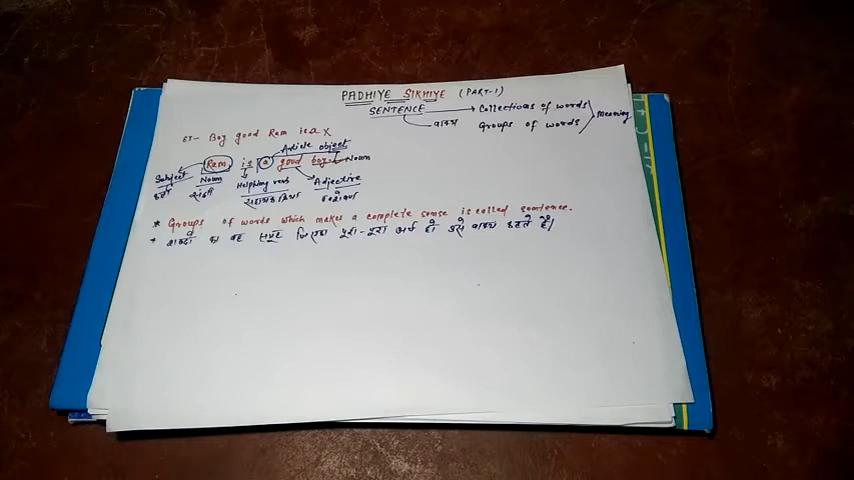 PADHIYE SIKHIYE (PART-1)
SENTENCE → Collections of words
वाक्य Groups of words } Meaning
Ex- Boy good Ram is a ×
Article object
Ram is a good boy - Noun
Subject Noun Helping verb Adjective
कर्ता संज्ञा सहायक क्रिया विशेषण
* Groups of words which makes a complete sense is called sentence.
* शब्दों का वह समूह जिसका पूरा-पूरा अर्थ हो उसे वाक्य कहते हैं|